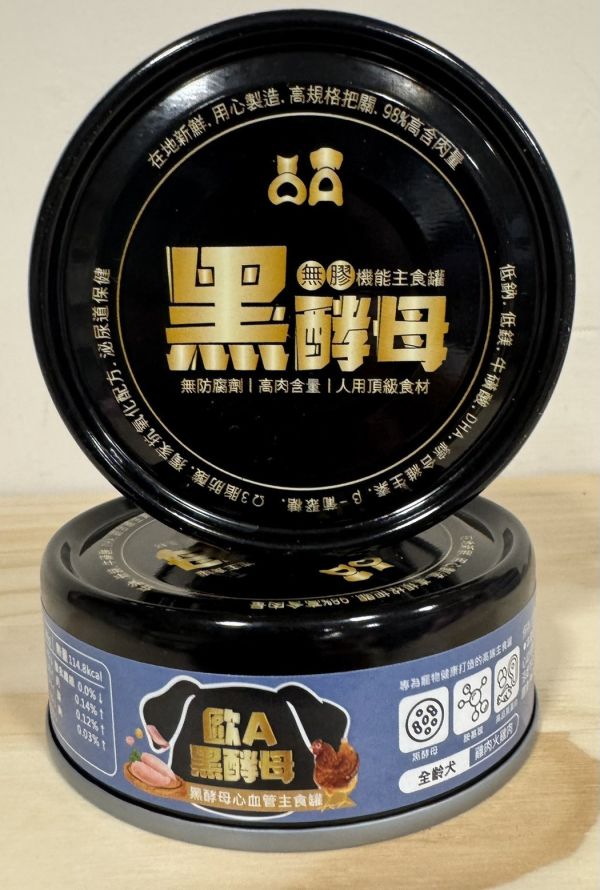 在地新鮮. 用心製造. 高規格把關. 98%高含肉量
無膠機能主食罐
黑酵母
無防腐劑 | 高肉含量 | 人用頂級食材
低鈉. 低鎂. 牛磺酸. DHA. 綜合維生素. β-葡聚糖. Ω3脂肪酸. 獨家抗氧化配方. 泌尿道保健
熱量114.8kcal
0.0%↓
0.14%↑
0.12%↑
0.03%↑
歐A
黑酵母
黑酵母心血管主食罐
專為寵物健康打造的高端主食罐
黑酵母
全齡犬
雞肉火雞肉